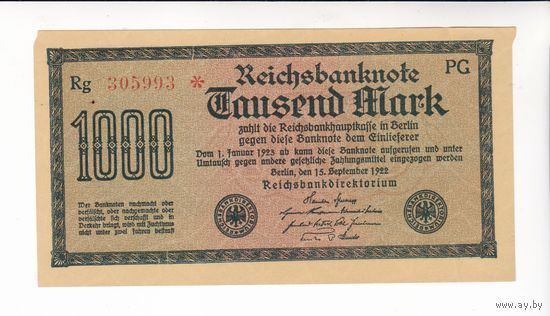 Rg 305993 * Reichsbanknote PG
1000
Tausend Mark
zahlt die Reichsbankhauptkasse in Berlin
gegen diese Banknote dem Einlieferer
Vom 1. Januar 1923 ab kann diese Banknote aufgerufen und unter
Umtausch gegen andere gesetzliche Zahlungsmittel eingezogen werden
Berlin, den 15. September 1922
Reichsbankdirektorium
Wer Banknoten nachmacht oder
verfälscht, oder nachgemachte oder
verfälschte sich verschafft und in
Verkehr bringt, wird mit Zuchthaus
nicht unter zwei Jahren bestraft
www.ay.by